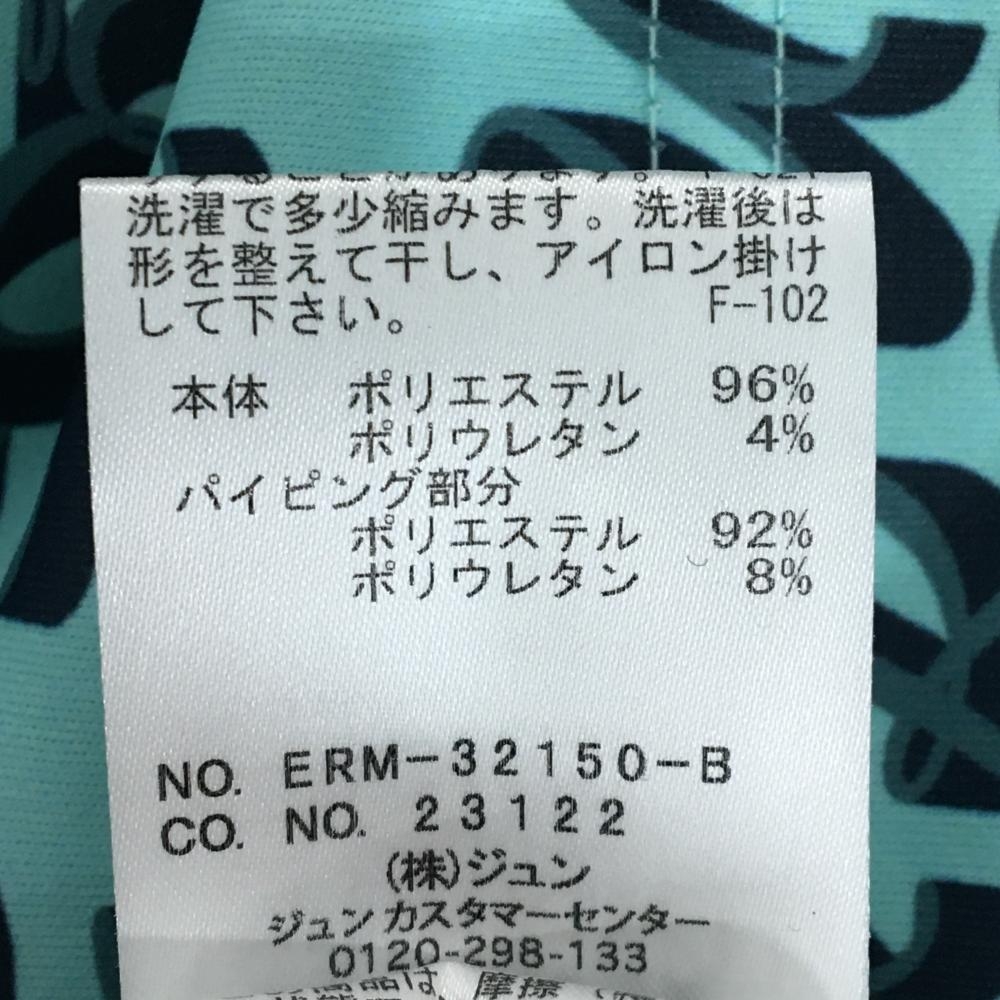 洗濯で多少縮みます。洗濯後は
形を整えて干し、アイロン掛け
して下さい。 F-102
本体 ポリエステル 96%
ポリウレタン 4%
パイピング部分
ポリエステル 92%
ポリウレタン 8%
NO. ERM-32150-B
CO. NO. 23122
(株)ジュン
ジュンカスタマーセンター
0120-298-133